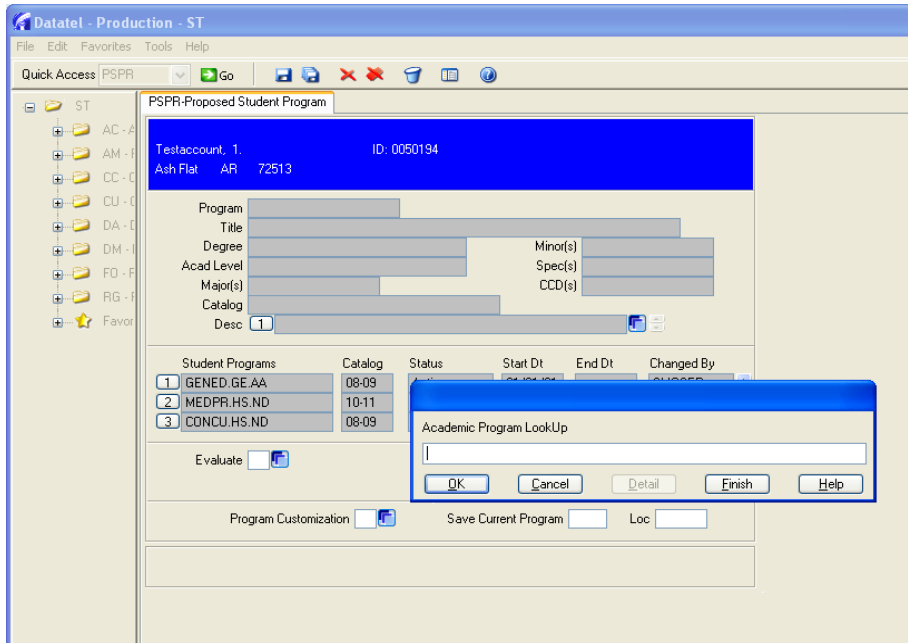 Datatel - Production - ST
File Edit Favorites Tools Help
Quick Access PSPR Go
ST
AC - A
AM - F
CC - C
CU - C
DA - D
DM - I
FO - F
RG - F
Favor
PSPR-Proposed Student Program
Testaccount, 1. ID: 0050194
Ash Flat AR 72513
Program
Title
Degree Minor(s)
Acad Level Spec(s)
Major(s) CCD(s)
Catalog
Desc 1
Student Programs Catalog Status Start Dt End Dt Changed By
1 GENED.GE.AA 08-09
2 MEDPR.HS.ND 10-11
3 CONCU.HS.ND 08-09
Academic Program LookUp
OK Cancel Detail Finish Help
Evaluate
Program Customization Save Current Program Loc